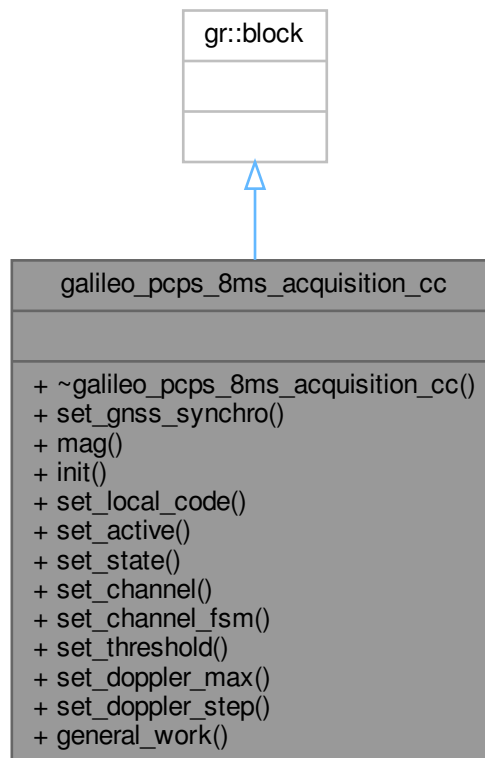 gr::block
galileo_pcps_8ms_acquisition_cc
+ ~galileo_pcps_8ms_acquisition_cc()
+ set_gnss_synchro()
+ mag()
+ init()
+ set_local_code()
+ set_active()
+ set_state()
+ set_channel()
+ set_channel_fsm()
+ set_threshold()
+ set_doppler_max()
+ set_doppler_step()
+ general_work()